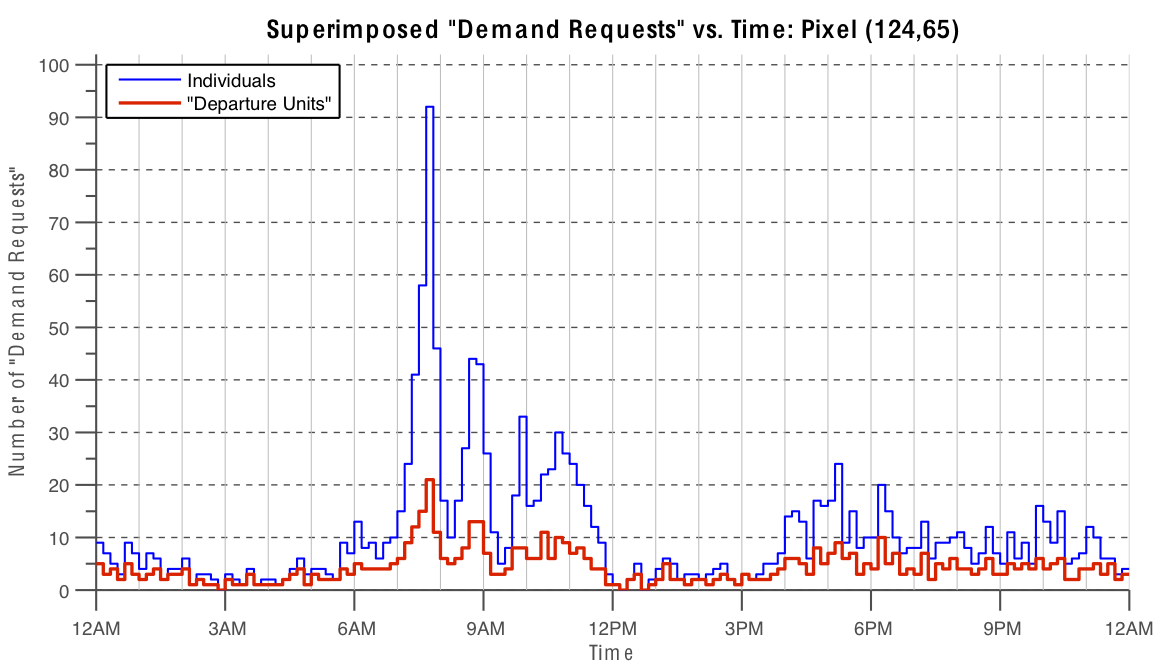 Superimposed "Demand Requests" vs. Time: Pixel (124,65)
Individuals
"Departure Units"
Number of "Demand Requests"
100
90
80
70
60
50
40
30
20
10
0
12AM 3AM 6AM 9AM 12PM 3PM 6PM 9PM 12AM
Time